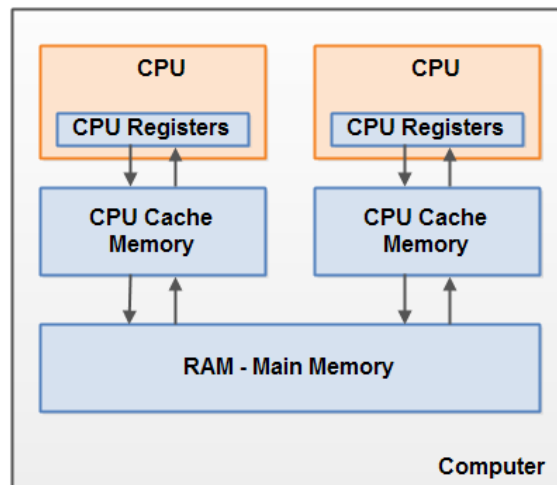 CPU
CPU Registers
CPU Cache
Memory
CPU
CPU Registers
CPU Cache
Memory
RAM - Main Memory
Computer